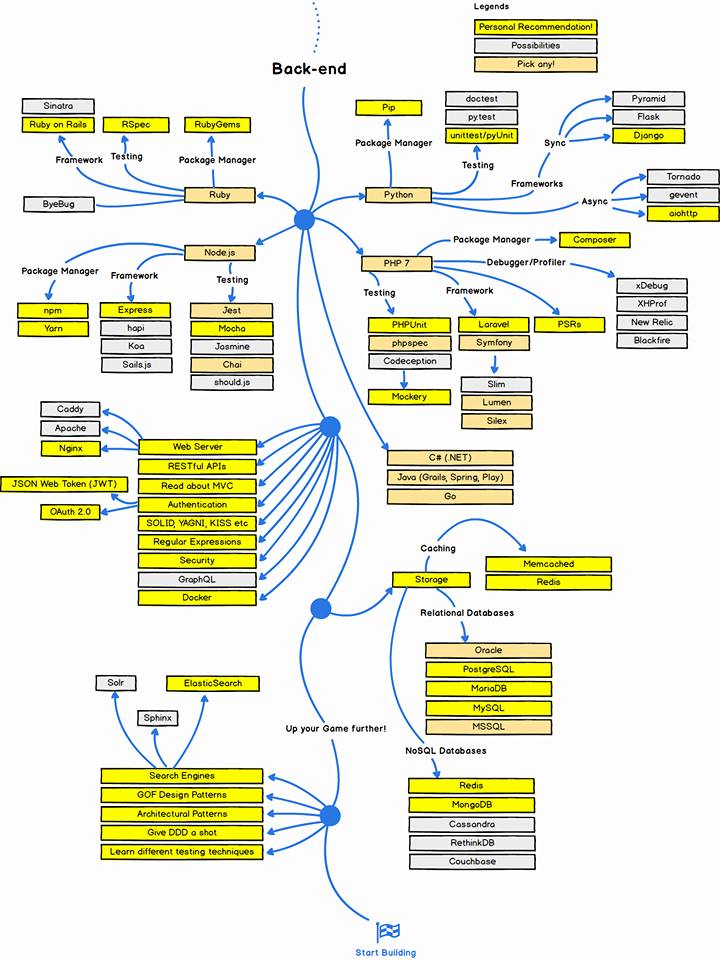 Legends
Personal Recommendation!
Possibilities
Pick any!
Back-end
Sinatra
Ruby on Rails
RSpec
RubyGems
Framework
Testing
Package Manager
ByeBug
Ruby
Pip
doctest
pytest
unittest/pyUnit
Package Manager
Testing
Python
Frameworks
Sync
Pyramid
Flask
Django
Async
Tornado
gevent
aiohttp
Node.js
Package Manager
Framework
Testing
npm
Yarn
Express
hapi
Koa
Sails.js
Jest
Mocha
Jasmine
Chai
should.js
PHP 7
Package Manager
Composer
Debugger/Profiler
xDebug
XHProf
New Relic
Blackfire
Testing
Framework
PHPUnit
phpspec
Codeception
Mockery
Laravel
Symfony
Slim
Lumen
Silex
PSRs
C# (.NET)
Java (Grails, Spring, Play)
Go
Caddy
Apache
Nginx
JSON Web Token (JWT)
OAuth 2.0
Web Server
RESTful APIs
Read about MVC
Authentication
SOLID, YAGNI, KISS etc
Regular Expressions
Security
GraphQL
Docker
Storage
Caching
Memcached
Redis
Relational Databases
Oracle
PostgreSQL
MariaDB
MySQL
MSSQL
NoSQL Databases
Redis
MongoDB
Cassandra
RethinkDB
Couchbase
Up your Game further!
Solr
Sphinx
ElasticSearch
Search Engines
GOF Design Patterns
Architectural Patterns
Give DDD a shot
Learn different testing techniques
Start Building